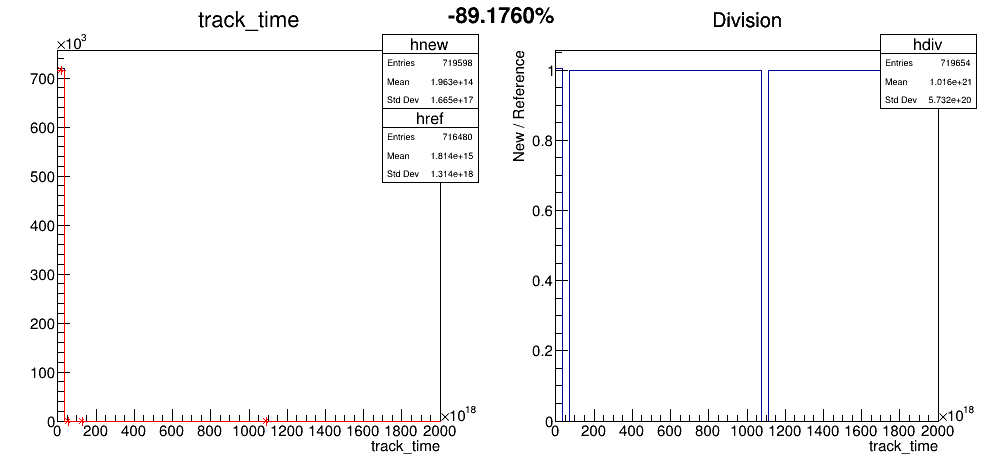 -89.1760%
track_time
×10³
hnew
Entries 719598
Mean 1.963e+14
Std Dev 1.665e+17
href
Entries 716480
Mean 1.814e+15
Std Dev 1.314e+18
700
600
500
400
300
200
100
0
0 200 400 600 800 1000 1200 1400 1600 1800 2000
×10¹⁸
track_time
Division
hdiv
Entries 719654
Mean 1.016e+21
Std Dev 5.732e+20
New / Reference
1
0.8
0.6
0.4
0.2
0
0 200 400 600 800 1000 1200 1400 1600 1800 2000
×10¹⁸
track_time